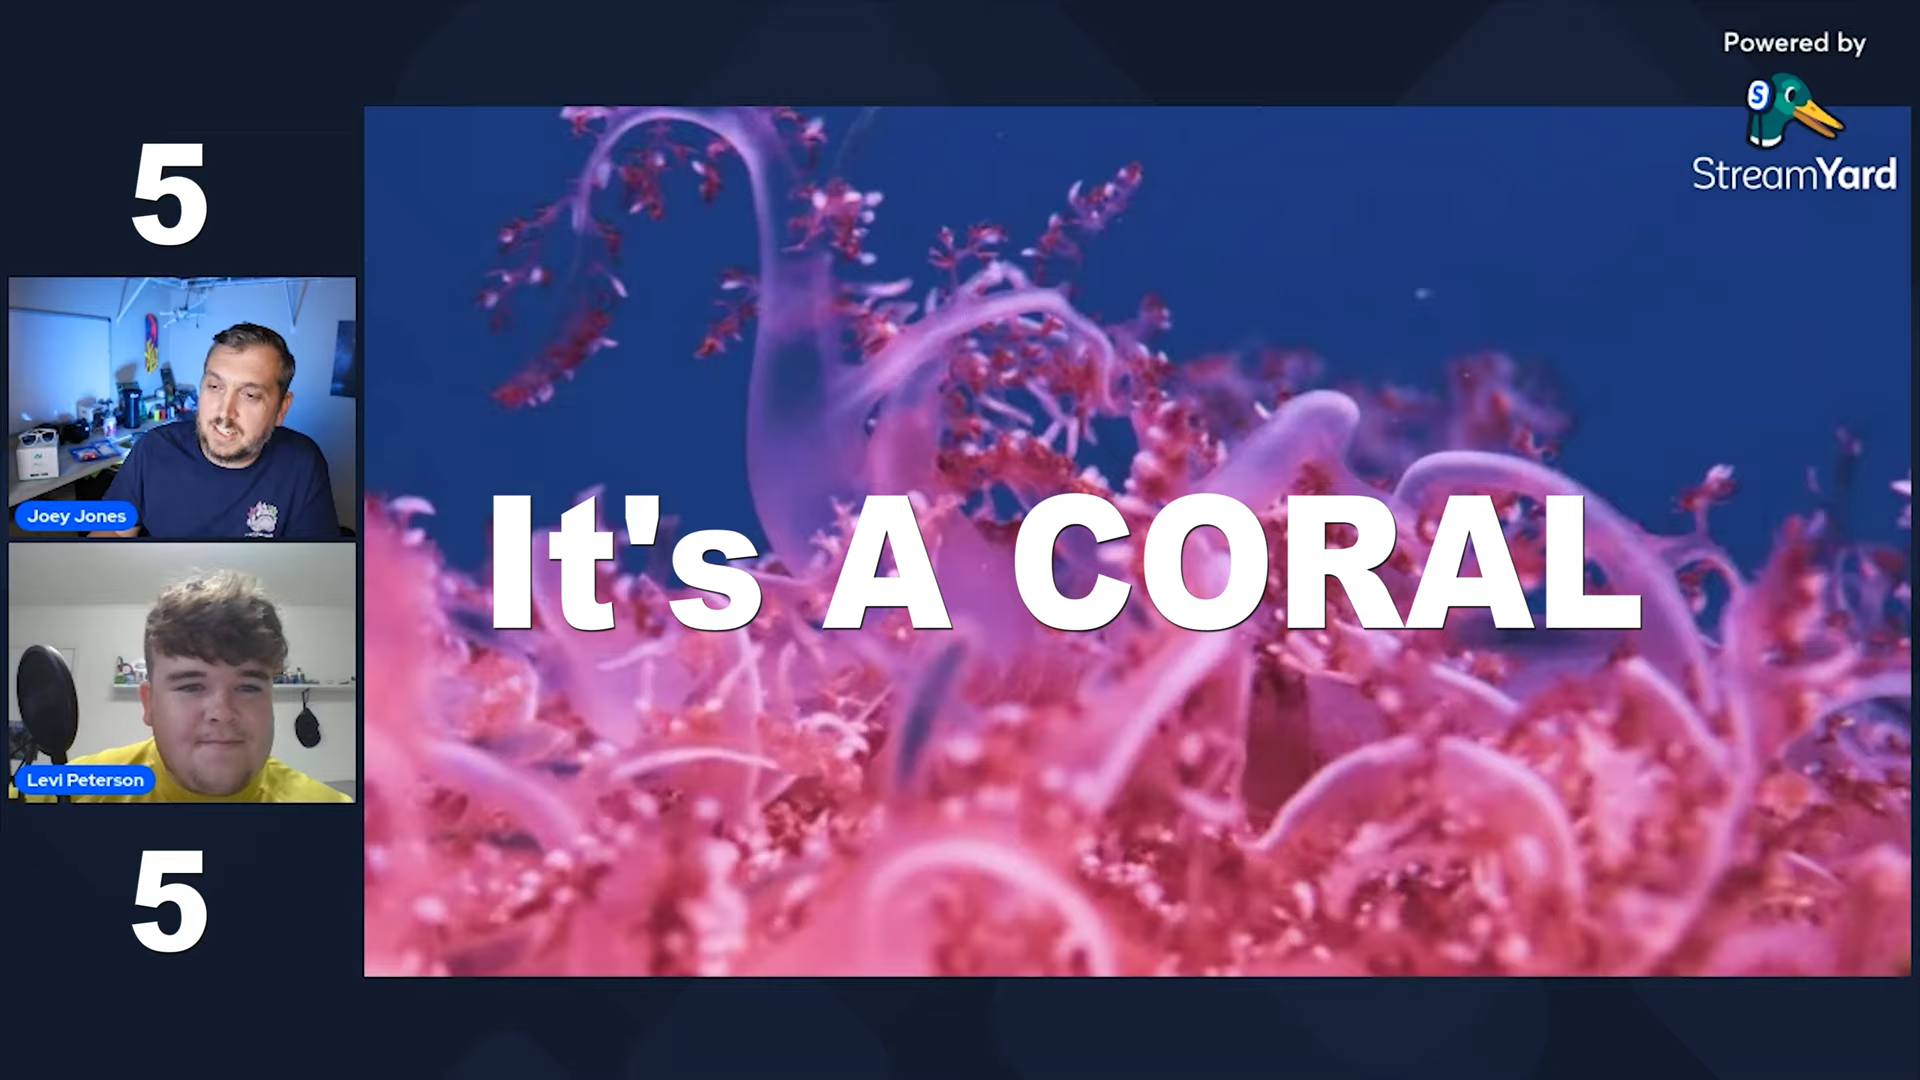 Powered by
S
StreamYard
5
Joey Jones
It's A CORAL
Levi Peterson
5